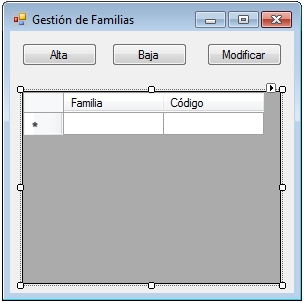 Gestión de Familias
Alta Baja Modificar
Familia Código
*